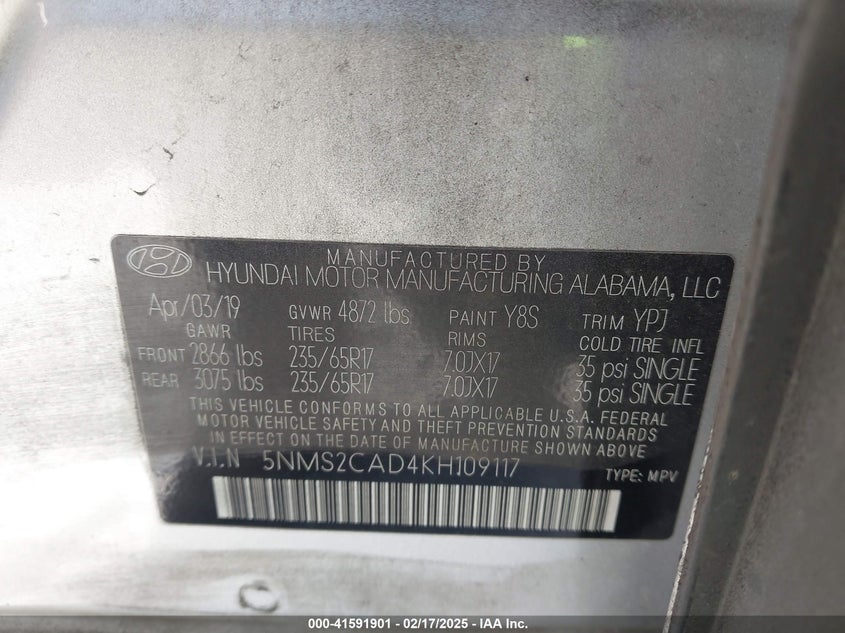 MANUFACTURED BY
HYUNDAI MOTOR MANUFACTURING ALABAMA, LLC
Apr/03/19 GVWR 4872 lbs PAINT Y8S TRIM YPJ
GAWR TIRES RIMS COLD TIRE INFL
FRONT 2866 lbs 235/65R17 7.0JX17 35 psi SINGLE
REAR 3075 lbs 235/65R17 7.0JX17 35 psi SINGLE
THIS VEHICLE CONFORMS TO ALL APPLICABLE U.S.A. FEDERAL
MOTOR VEHICLE SAFETY AND THEFT PREVENTION STANDARDS
IN EFFECT ON THE DATE OF MANUFACTURE SHOWN ABOVE
V.I.N 5NMS2CAD4KH109117 TYPE: MPV
000-41591901 - 02/17/2025 - IAA Inc.